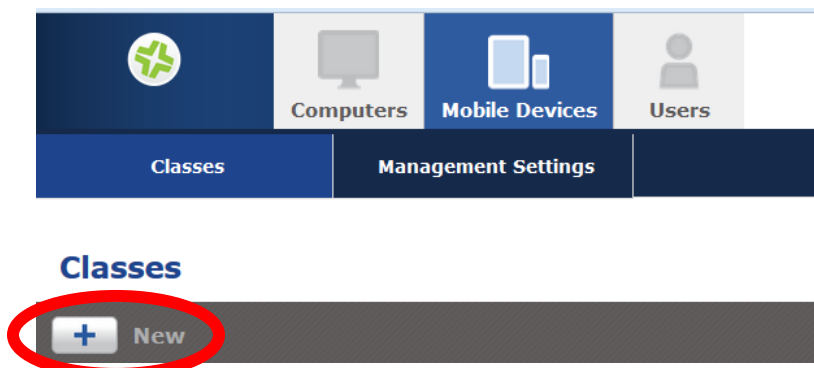 Computers Mobile Devices Users
Classes Management Settings
Classes
+ New